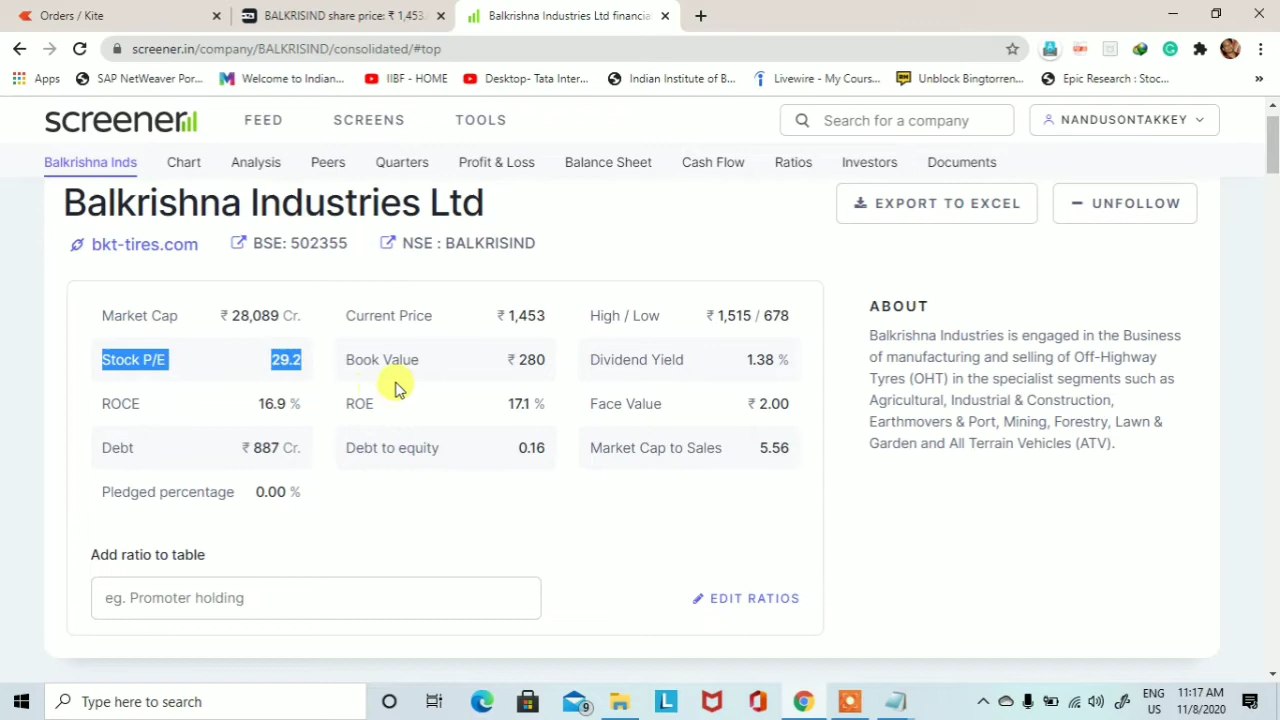 Orders / Kite
BALKRISIND share price: ₹ 1,453.
Balkrishna Industries Ltd financia
screener.in/company/BALKRISIND/consolidated/#top
Apps
SAP NetWeaver Por...
Welcome to Indian...
IIBF - HOME
Desktop- Tata Inter...
Indian Institute of B...
Livewire - My Cours...
Unblock Bingtorren...
Epic Research : Stoc...
»
screener
FEED
SCREENS
TOOLS
Search for a company
NANDUSONTAKKEY
Balkrishna Inds
Chart
Analysis
Peers
Quarters
Profit & Loss
Balance Sheet
Cash Flow
Ratios
Investors
Documents
Balkrishna Industries Ltd
EXPORT TO EXCEL
UNFOLLOW
bkt-tires.com
BSE: 502355
NSE : BALKRISIND
Market Cap ₹ 28,089 Cr.
Current Price ₹ 1,453
High / Low ₹ 1,515 / 678
Stock P/E 29.2
Book Value ₹ 280
Dividend Yield 1.38 %
ROCE 16.9 %
ROE 17.1 %
Face Value ₹ 2.00
Debt ₹ 887 Cr.
Debt to equity 0.16
Market Cap to Sales 5.56
Pledged percentage 0.00 %
Add ratio to table
eg. Promoter holding
EDIT RATIOS
ABOUT
Balkrishna Industries is engaged in the Business
of manufacturing and selling of Off-Highway
Tyres (OHT) in the specialist segments such as
Agricultural, Industrial & Construction,
Earthmovers & Port, Mining, Forestry, Lawn &
Garden and All Terrain Vehicles (ATV).
Type here to search
9
L
ENG
US
11:17 AM
11/8/2020